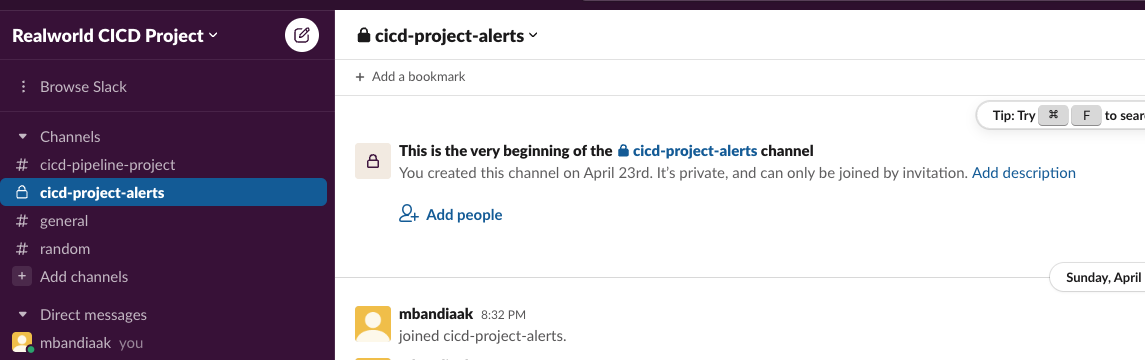 Realworld CICD Project
Browse Slack
Channels
# cicd-pipeline-project
cicd-project-alerts
# general
# random
+ Add channels
Direct messages
mbandiaak you
cicd-project-alerts
+ Add a bookmark
Tip: Try ⌘ F to sear
This is the very beginning of the cicd-project-alerts channel
You created this channel on April 23rd. It's private, and can only be joined by invitation. Add description
Add people
Sunday, April
mbandiaak 8:32 PM
joined cicd-project-alerts.